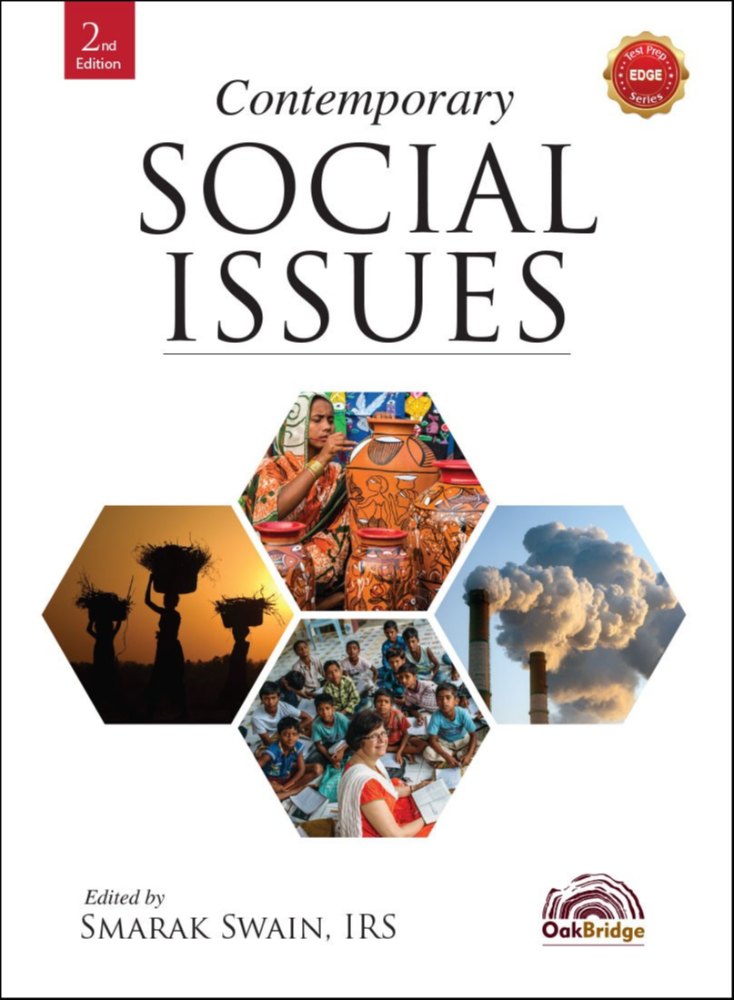 2nd
Edition
Test Prep
EDGE
Series
Contemporary
SOCIAL
ISSUES
Edited by
SMARAK SWAIN, IRS
OakBridge